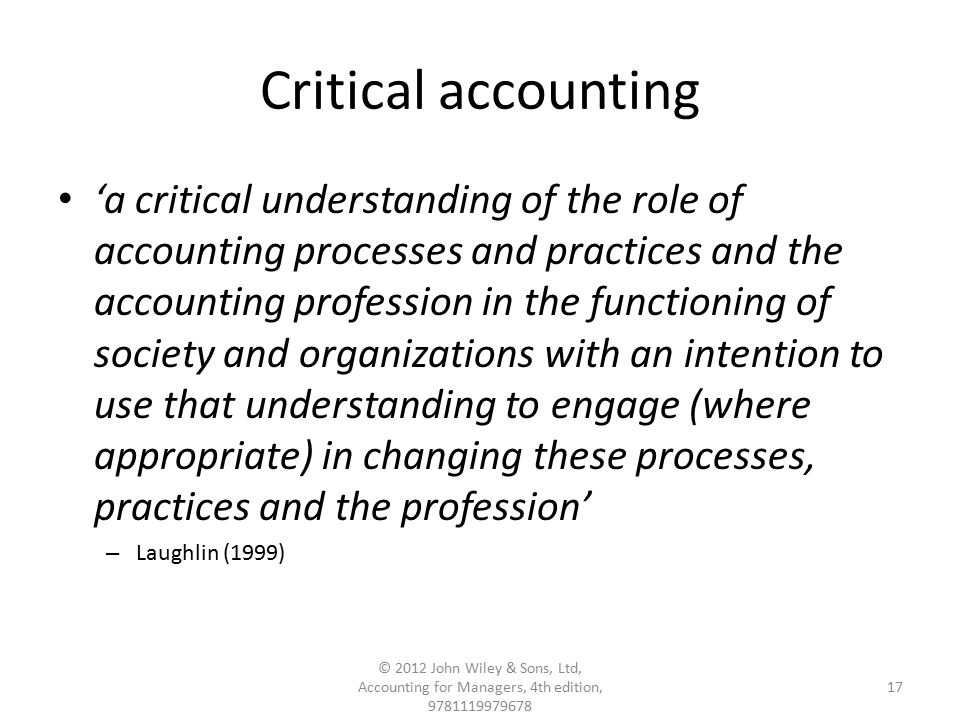 Critical accounting
• ‘a critical understanding of the role of
accounting processes and practices and the
accounting profession in the functioning of
society and organizations with an intention to
use that understanding to engage (where
appropriate) in changing these processes,
practices and the profession’
– Laughlin (1999)
© 2012 John Wiley & Sons, Ltd,
Accounting for Managers, 4th edition,
9781119979678
17